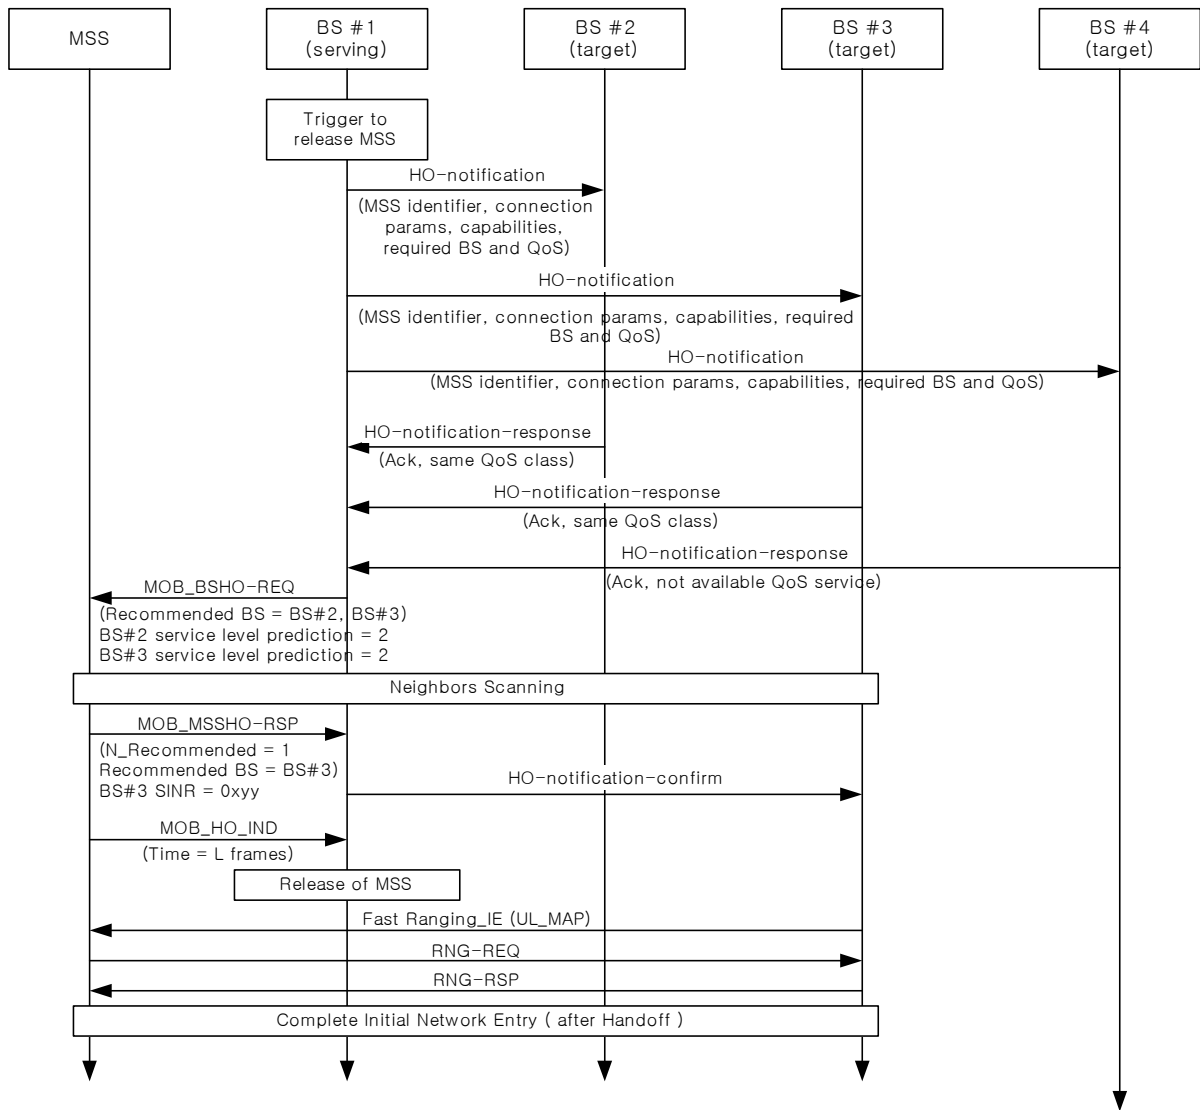 MSS
BS #1
(serving)
BS #2
(target)
BS #3
(target)
BS #4
(target)
Trigger to
release MSS
HO-notification
(MSS identifier, connection
params, capabilities,
required BS and QoS)
HO-notification
(MSS identifier, connection params, capabilities, required
BS and QoS)
HO-notification
(MSS identifier, connection params, capabilities, required BS and QoS)
HO-notification-response
(Ack, same QoS class)
HO-notification-response
(Ack, same QoS class)
HO-notification-response
(Ack, not available QoS service)
MOB_BSHO-REQ
(Recommended BS = BS#2, BS#3)
BS#2 service level prediction = 2
BS#3 service level prediction = 2
Neighbors Scanning
MOB_MSSHO-RSP
(N_Recommended = 1
Recommended BS = BS#3)
BS#3 SINR = 0xyy
HO-notification-confirm
MOB_HO_IND
(Time = L frames)
Release of MSS
Fast Ranging_IE (UL_MAP)
RNG-REQ
RNG-RSP
Complete Initial Network Entry ( after Handoff )